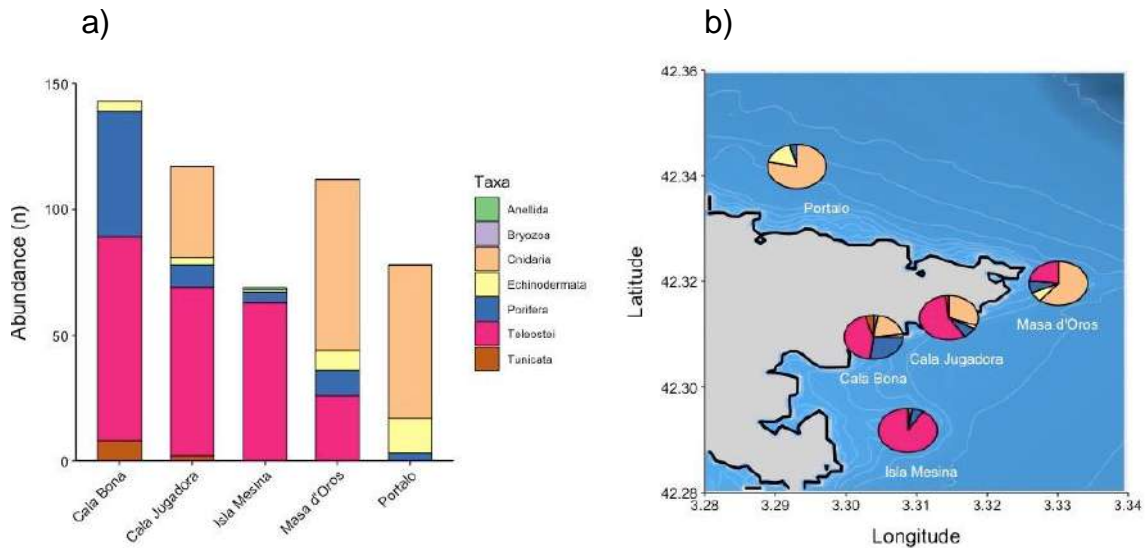 a)
Abundance (n)
150
100
50
0
Cala Bona
Cala Jugadora
Isla Mesina
Masa d'Oros
Portalo
Taxa
Anellida
Bryozoa
Cnidaria
Echinodermata
Porifera
Teleostei
Tunicata
b)
Latitude
42.36
42.34
42.32
42.30
42.28
Portalo
Masa d'Oros
Cala Jugadora
Cala Bona
Isla Mesina
3.28 3.29 3.30 3.31 3.32 3.33 3.34
Longitude